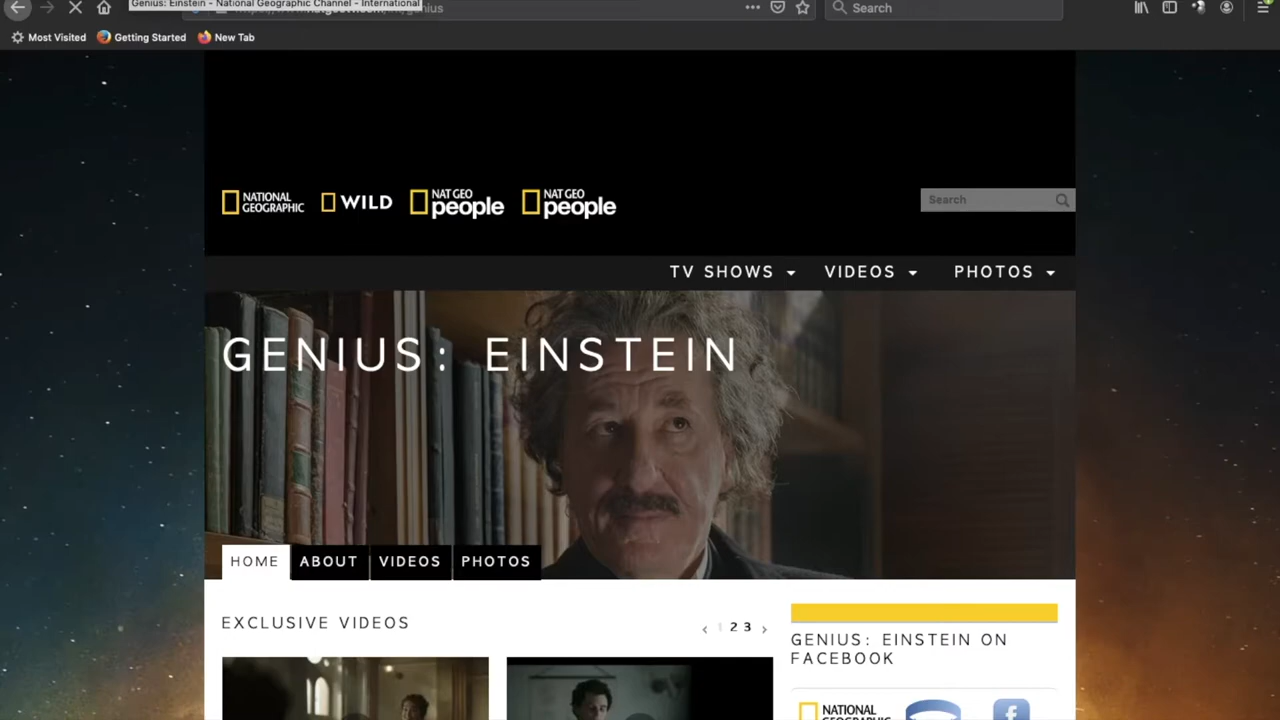 Genius: Einstein - National Geographic Channel - International
Search
Most Visited
Getting Started
New Tab
NATIONAL
GEOGRAPHIC
WILD
NAT GEO
people
NAT GEO
people
Search
TV SHOWS
VIDEOS
PHOTOS
GENIUS: EINSTEIN
HOME
ABOUT
VIDEOS
PHOTOS
EXCLUSIVE VIDEOS
‹ 1 2 3 ›
GENIUS: EINSTEIN ON
FACEBOOK
NATIONAL
GEOGRAPHIC